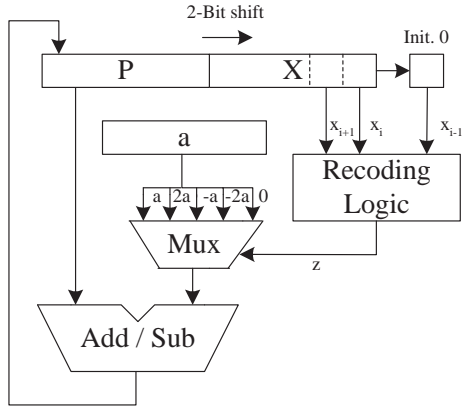 2-Bit shift
Init. 0
P
X
x_{i+1}
x_i
x_{i-1}
a
a 2a -a -2a 0
Recoding
Logic
Mux
z
Add / Sub